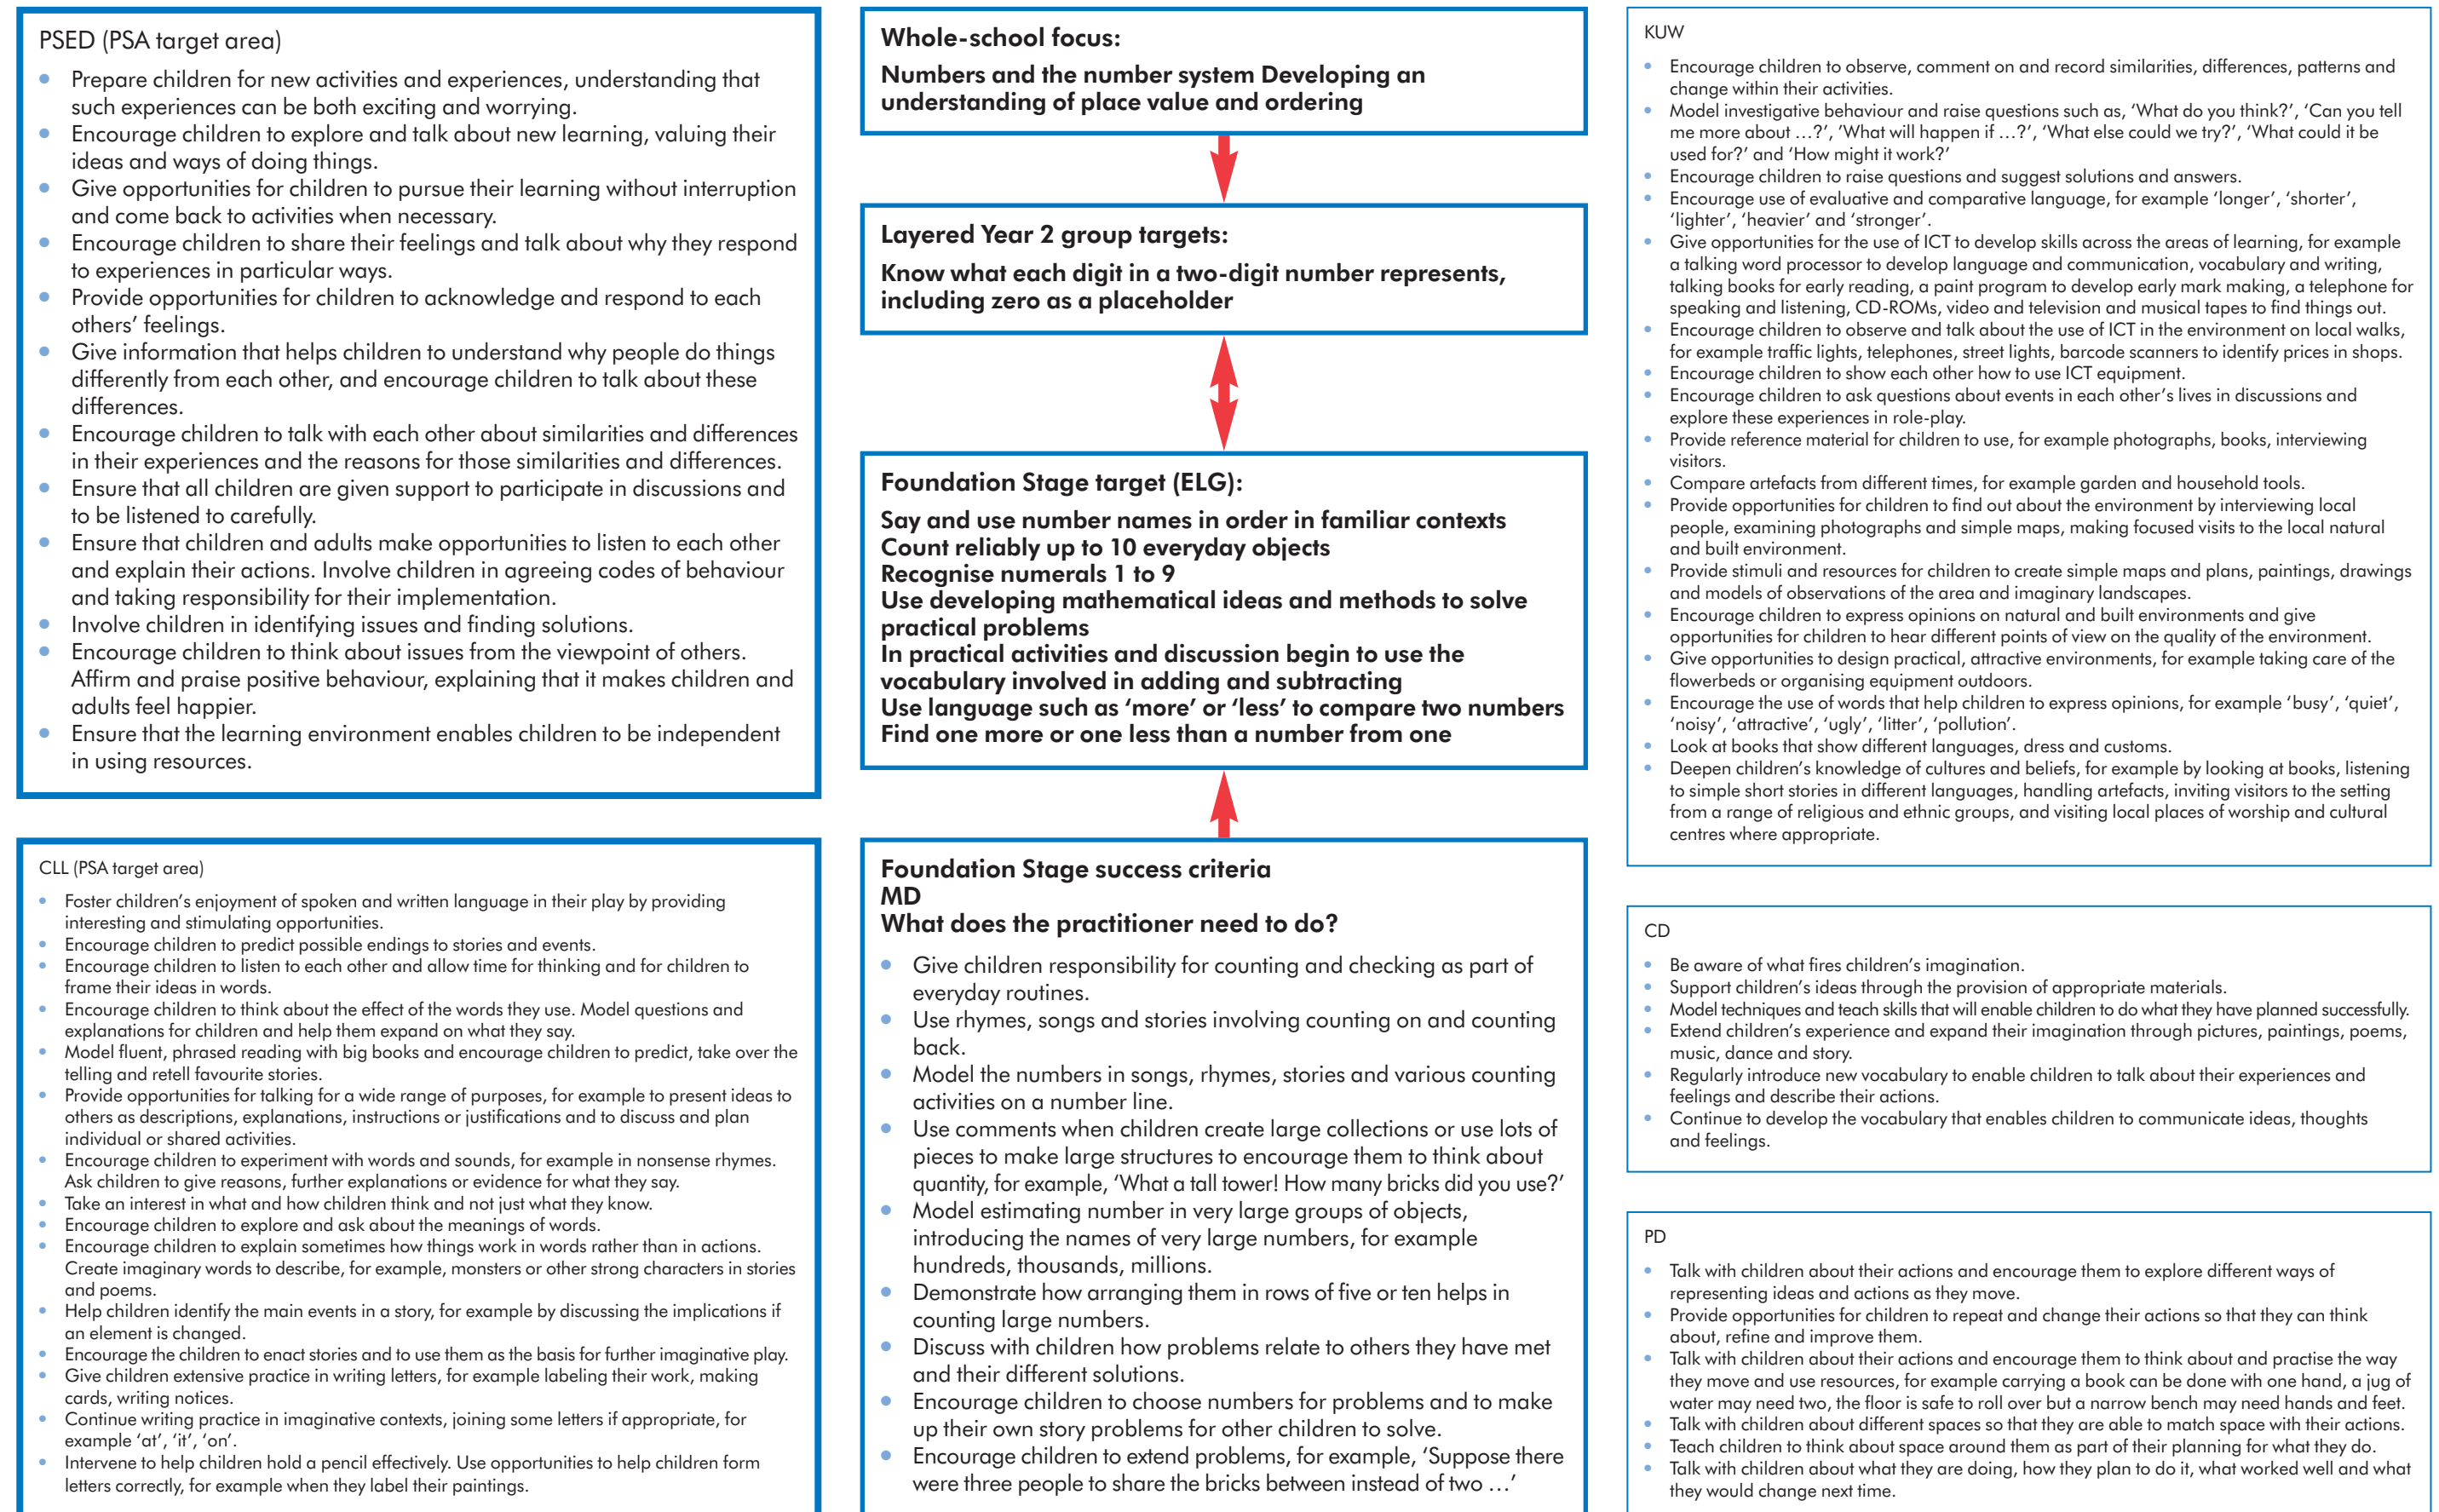 PSED (PSA target area)
• Prepare children for new activities and experiences, understanding that
such experiences can be both exciting and worrying.
• Encourage children to explore and talk about new learning, valuing their
ideas and ways of doing things.
• Give opportunities for children to pursue their learning without interruption
and come back to activities when necessary.
• Encourage children to share their feelings and talk about why they respond
to experiences in particular ways.
• Provide opportunities for children to acknowledge and respond to each
others’ feelings.
• Give information that helps children to understand why people do things
differently from each other, and encourage children to talk about these
differences.
• Encourage children to talk with each other about similarities and differences
in their experiences and the reasons for those similarities and differences.
• Ensure that all children are given support to participate in discussions and
to be listened to carefully.
• Ensure that children and adults make opportunities to listen to each other
and explain their actions. Involve children in agreeing codes of behaviour
and taking responsibility for their implementation.
• Involve children in identifying issues and finding solutions.
• Encourage children to think about issues from the viewpoint of others.
Affirm and praise positive behaviour, explaining that it makes children and
adults feel happier.
• Ensure that the learning environment enables children to be independent
in using resources.
CLL (PSA target area)
• Foster children’s enjoyment of spoken and written language in their play by providing
interesting and stimulating opportunities.
• Encourage children to predict possible endings to stories and events.
• Encourage children to listen to each other and allow time for thinking and for children to
frame their ideas in words.
• Encourage children to think about the effect of the words they use. Model questions and
explanations for children and help them expand on what they say.
• Model fluent, phrased reading with big books and encourage children to predict, take over the
telling and retell favourite stories.
• Provide opportunities for talking for a wide range of purposes, for example to present ideas to
others as descriptions, explanations, instructions or justifications and to discuss and plan
individual or shared activities.
• Encourage children to experiment with words and sounds, for example in nonsense rhymes.
Ask children to give reasons, further explanations or evidence for what they say.
• Take an interest in what and how children think and not just what they know.
• Encourage children to explore and ask about the meanings of words.
• Encourage children to explain sometimes how things work in words rather than in actions.
Create imaginary words to describe, for example, monsters or other strong characters in stories
and poems.
• Help children identify the main events in a story, for example by discussing the implications if
an element is changed.
• Encourage the children to enact stories and to use them as the basis for further imaginative play.
• Give children extensive practice in writing letters, for example labeling their work, making
cards, writing notices.
• Continue writing practice in imaginative contexts, joining some letters if appropriate, for
example ‘at’, ‘it’, ‘on’.
• Intervene to help children hold a pencil effectively. Use opportunities to help children form
letters correctly, for example when they label their paintings.
Whole-school focus:
Numbers and the number system Developing an
understanding of place value and ordering
Layered Year 2 group targets:
Know what each digit in a two-digit number represents,
including zero as a placeholder
Foundation Stage target (ELG):
Say and use number names in order in familiar contexts
Count reliably up to 10 everyday objects
Recognise numerals 1 to 9
Use developing mathematical ideas and methods to solve
practical problems
In practical activities and discussion begin to use the
vocabulary involved in adding and subtracting
Use language such as ‘more’ or ‘less’ to compare two numbers
Find one more or one less than a number from one
Foundation Stage success criteria
MD
What does the practitioner need to do?
• Give children responsibility for counting and checking as part of
everyday routines.
• Use rhymes, songs and stories involving counting on and counting
back.
• Model the numbers in songs, rhymes, stories and various counting
activities on a number line.
• Use comments when children create large collections or use lots of
pieces to make large structures to encourage them to think about
quantity, for example, ‘What a tall tower! How many bricks did you use?’
• Model estimating number in very large groups of objects,
introducing the names of very large numbers, for example
hundreds, thousands, millions.
• Demonstrate how arranging them in rows of five or ten helps in
counting large numbers.
• Discuss with children how problems relate to others they have met
and their different solutions.
• Encourage children to choose numbers for problems and to make
up their own story problems for other children to solve.
• Encourage children to extend problems, for example, ‘Suppose there
were three people to share the bricks between instead of two …’
KUW
• Encourage children to observe, comment on and record similarities, differences, patterns and
change within their activities.
• Model investigative behaviour and raise questions such as, ‘What do you think?’, ‘Can you tell
me more about …?’, ‘What will happen if …?’, ‘What else could we try?’, ‘What could it be
used for?’ and ‘How might it work?’
• Encourage children to raise questions and suggest solutions and answers.
• Encourage use of evaluative and comparative language, for example ‘longer’, ‘shorter’,
‘lighter’, ‘heavier’ and ‘stronger’.
• Give opportunities for the use of ICT to develop skills across the areas of learning, for example
a talking word processor to develop language and communication, vocabulary and writing,
talking books for early reading, a paint program to develop early mark making, a telephone for
speaking and listening, CD-ROMs, video and television and musical tapes to find things out.
• Encourage children to observe and talk about the use of ICT in the environment on local walks,
for example traffic lights, telephones, street lights, barcode scanners to identify prices in shops.
• Encourage children to show each other how to use ICT equipment.
• Encourage children to ask questions about events in each other’s lives in discussions and
explore these experiences in role-play.
• Provide reference material for children to use, for example photographs, books, interviewing
visitors.
• Compare artefacts from different times, for example garden and household tools.
• Provide opportunities for children to find out about the environment by interviewing local
people, examining photographs and simple maps, making focused visits to the local natural
and built environment.
• Provide stimuli and resources for children to create simple maps and plans, paintings, drawings
and models of observations of the area and imaginary landscapes.
• Encourage children to express opinions on natural and built environments and give
opportunities for children to hear different points of view on the quality of the environment.
• Give opportunities to design practical, attractive environments, for example taking care of the
flowerbeds or organising equipment outdoors.
• Encourage the use of words that help children to express opinions, for example ‘busy’, ‘quiet’,
‘noisy’, ‘attractive’, ‘ugly’, ‘litter’, ‘pollution’.
• Look at books that show different languages, dress and customs.
• Deepen children’s knowledge of cultures and beliefs, for example by looking at books, listening
to simple short stories in different languages, handling artefacts, inviting visitors to the setting
from a range of religious and ethnic groups, and visiting local places of worship and cultural
centres where appropriate.
CD
• Be aware of what fires children’s imagination.
• Support children’s ideas through the provision of appropriate materials.
• Model techniques and teach skills that will enable children to do what they have planned successfully.
• Extend children’s experience and expand their imagination through pictures, paintings, poems,
music, dance and story.
• Regularly introduce new vocabulary to enable children to talk about their experiences and
feelings and describe their actions.
• Continue to develop the vocabulary that enables children to communicate ideas, thoughts
and feelings.
PD
• Talk with children about their actions and encourage them to explore different ways of
representing ideas and actions as they move.
• Provide opportunities for children to repeat and change their actions so that they can think
about, refine and improve them.
• Talk with children about their actions and encourage them to think about and practise the way
they move and use resources, for example carrying a book can be done with one hand, a jug of
water may need two, the floor is safe to roll over but a narrow bench may need hands and feet.
• Talk with children about different spaces so that they are able to match space with their actions.
• Teach children to think about space around them as part of their planning for what they do.
• Talk with children about what they are doing, how they plan to do it, what worked well and what
they would change next time.